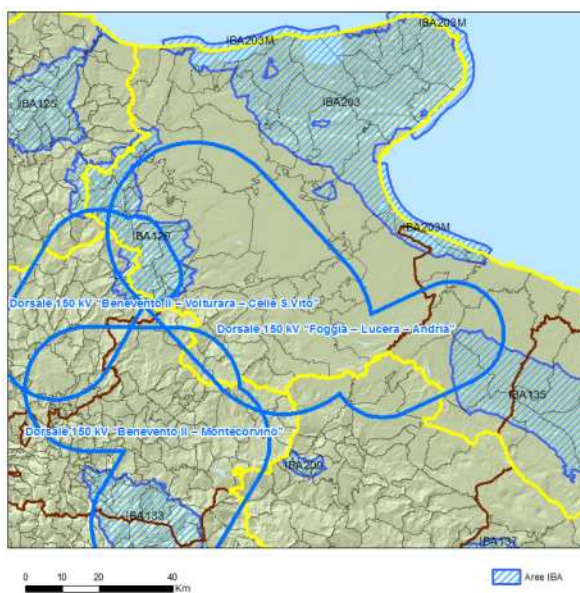 IBA203M
IBA203M
IBA125
IBA203
IBA203M
IBA126
Dorsale 150 kV "Benevento II – Volturara – Celle S.Vito"
Dorsale 150 kV "Foggia – Lucera – Andria"
IBA135
Dorsale 150 kV "Benevento II – Montecorvino"
IBA209
IBA133
IBA137
0 10 20 40
Km
Aree IBA